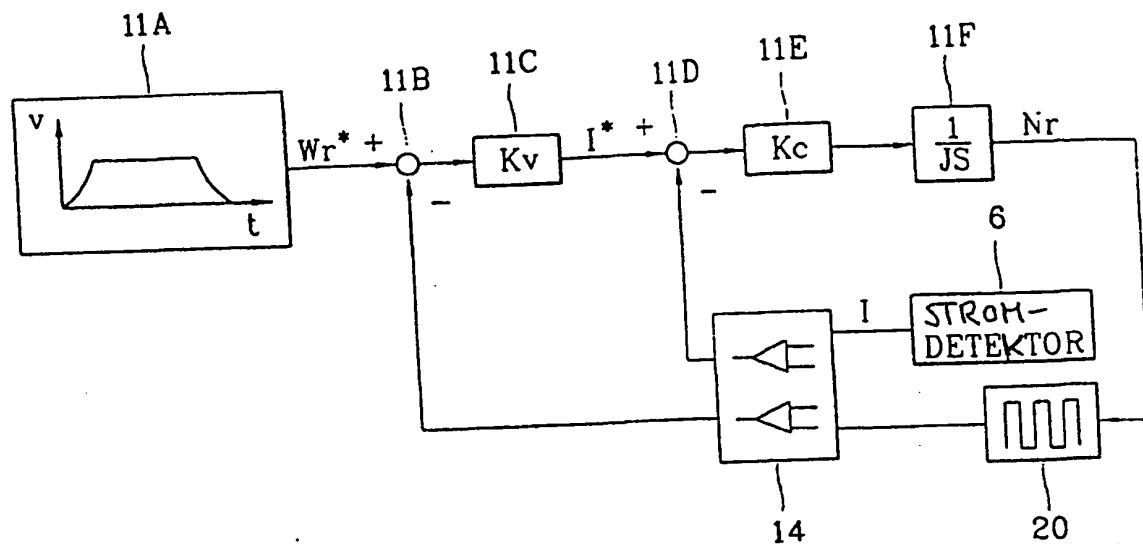 11A
11B
11C
11D
11E
11F
v
t
Wr* +
−
Kv
I* +
−
Kc
1
JS
Nr
6
I
STROM-
DETEKTOR
14
20